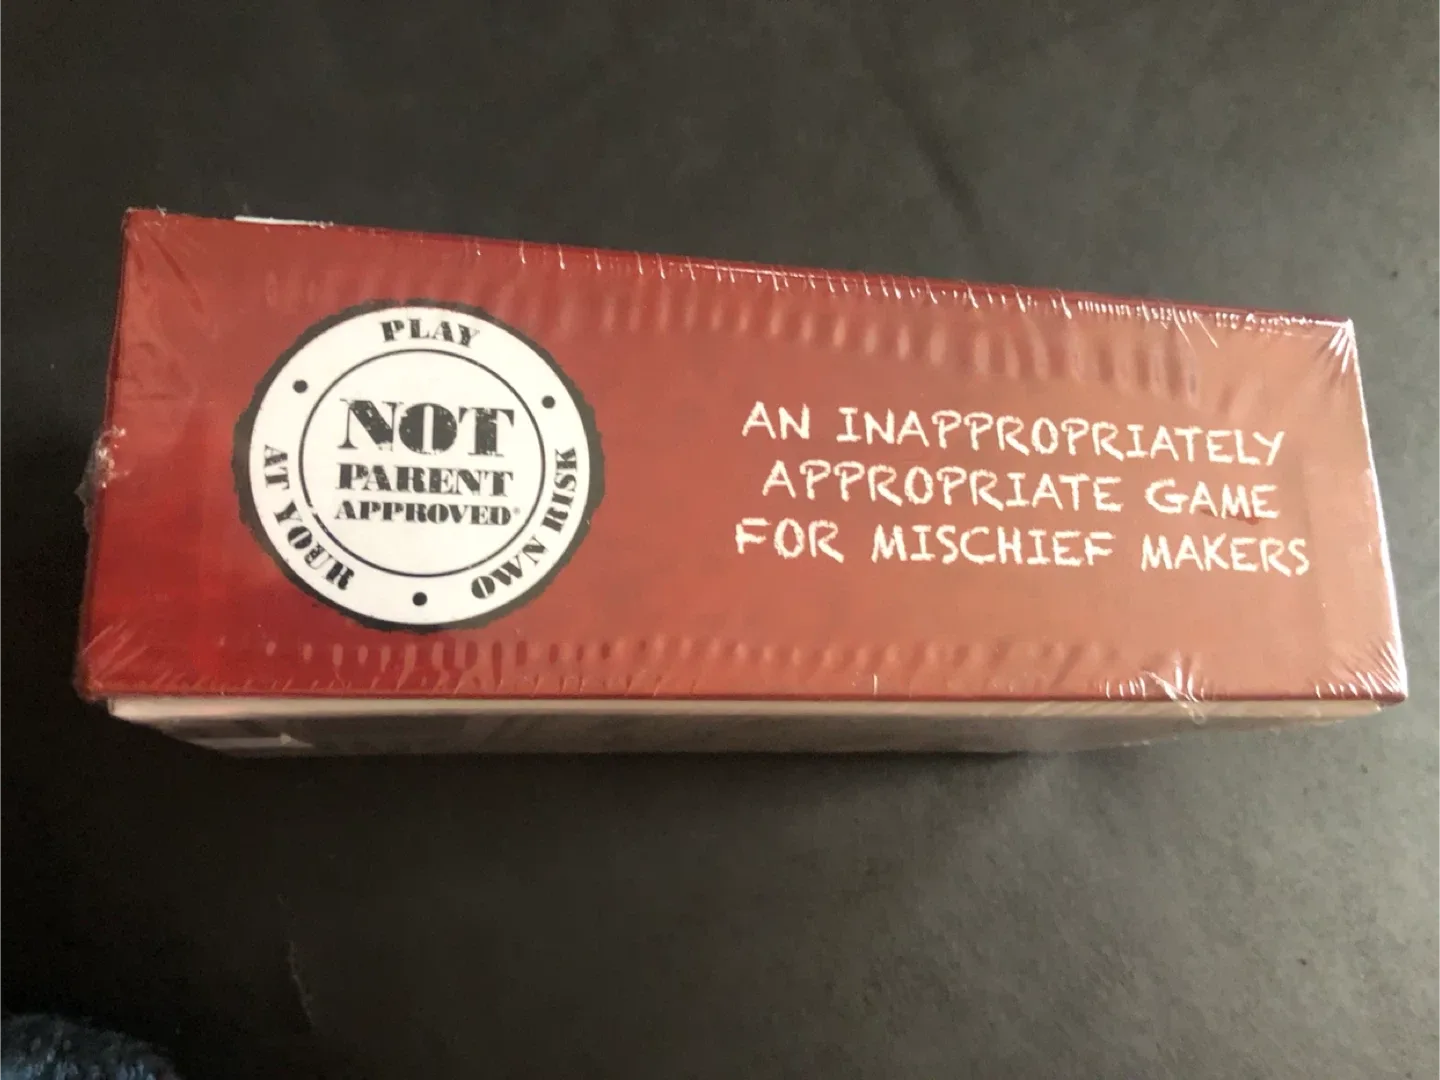 PLAY
AT YOUR
OWN RISK
NOT
PARENT
APPROVED®
AN INAPPROPRIATELY
APPROPRIATE GAME
FOR MISCHIEF MAKERS